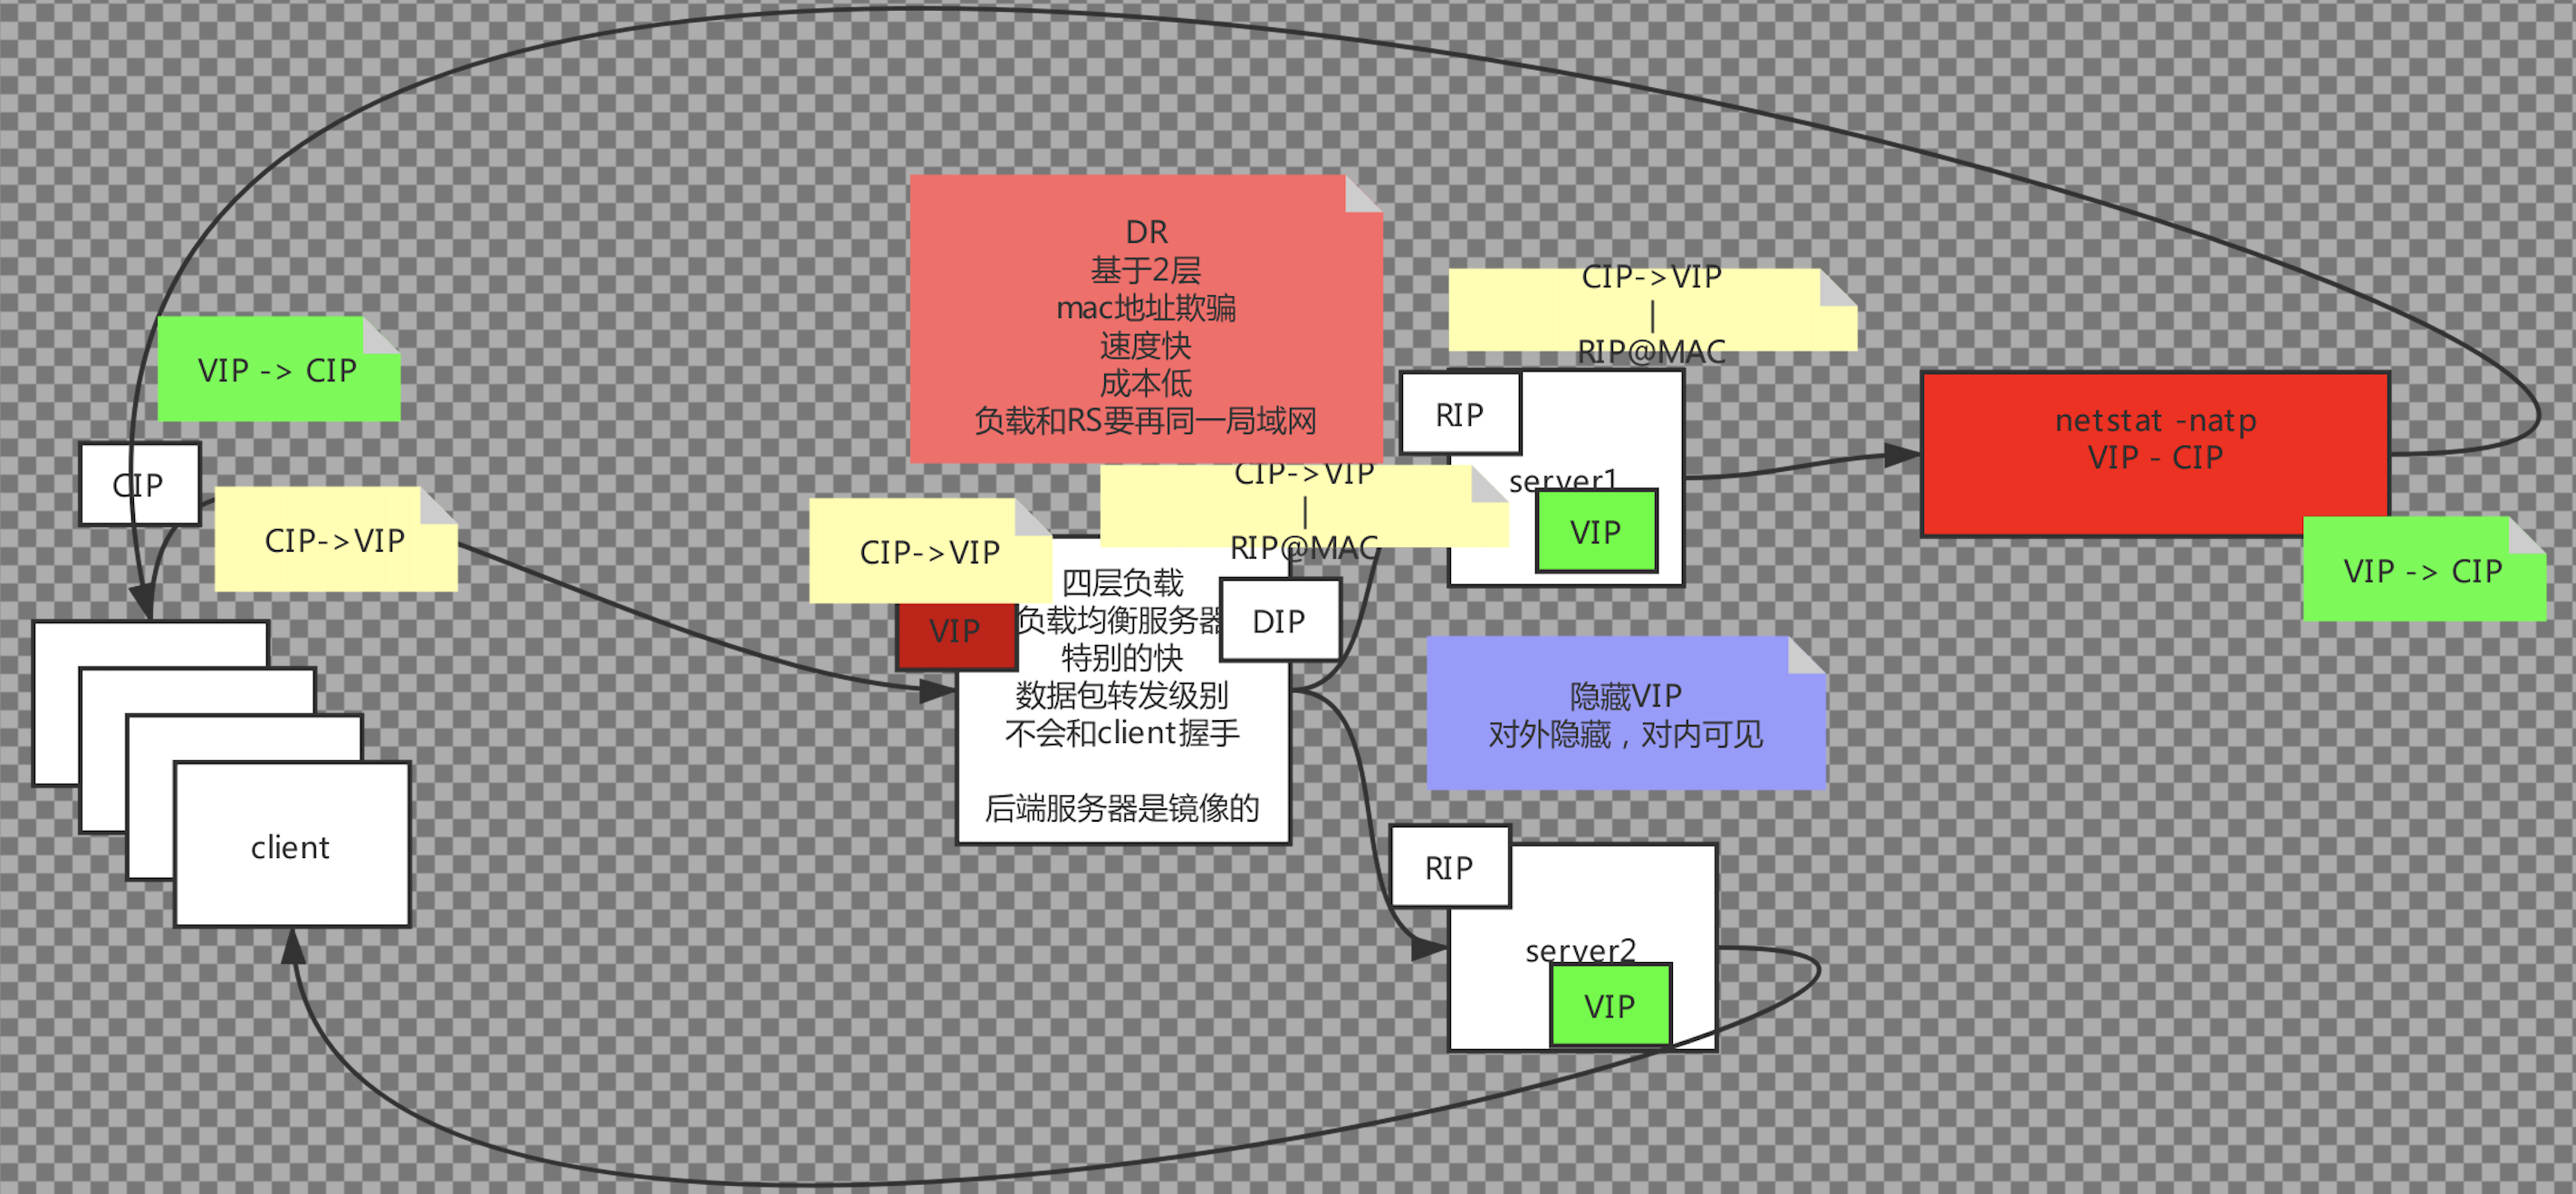 DR
基于2层
mac地址欺骗
速度快
成本低
负载和RS要再同一局域网
CIP->VIP
|
RIP@MAC
VIP -> CIP
CIP
CIP->VIP
CIP->VIP
CIP->VIP
|
RIP@MAC
RIP
server1
VIP
netstat -natp
VIP - CIP
VIP -> CIP
VIP
四层负载
负载均衡服务器
特别的快
数据包转发级别
不会和client握手
后端服务器是镜像的
DIP
隐藏VIP
对外隐藏，对内可见
client
RIP
server2
VIP